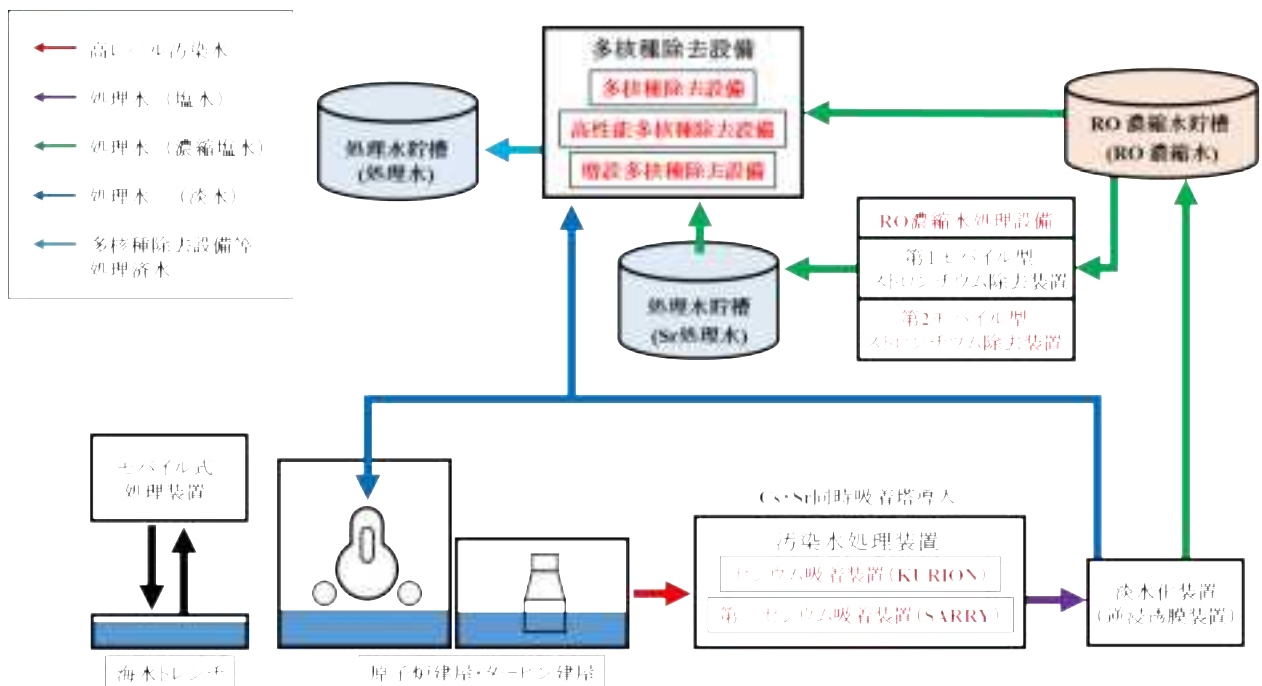 高レベル汚染水
処理水 (塩水)
処理水 (濃縮塩水)
処理水 (淡水)
多核種除去設備等
処理済水
多核種除去設備
多核種除去設備
高性能多核種除去設備
増設多核種除去設備
処理水貯槽
(処理水)
RO 濃縮水貯槽
(RO 濃縮水)
RO濃縮水処理設備
第1モバイル型
ストロンチウム除去装置
第2モバイル型
ストロンチウム除去装置
処理水貯槽
(Sr処理水)
モバイル式
処理装置
Cs・Sr同時吸着塔導入
汚染水処理装置
セシウム吸着装置(KURION)
第二セシウム吸着装置(SARRY)
淡水化装置
(逆浸透膜装置)
海水トレンチ
原子炉建屋・タービン建屋